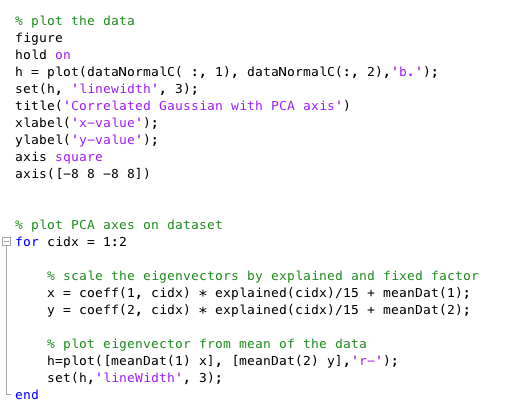 % plot the data
figure
hold on
h = plot(dataNormalC( :, 1), dataNormalC(:, 2),'b.');
set(h, 'linewidth', 3);
title('Correlated Gaussian with PCA axis')
xlabel('x-value');
ylabel('y-value');
axis square
axis([-8 8 -8 8])
% plot PCA axes on dataset
for cidx = 1:2
% scale the eigenvectors by explained and fixed factor
x = coeff(1, cidx) * explained(cidx)/15 + meanDat(1);
y = coeff(2, cidx) * explained(cidx)/15 + meanDat(2);
% plot eigenvector from mean of the data
h=plot([meanDat(1) x], [meanDat(2) y],'r-');
set(h,'lineWidth', 3);
end